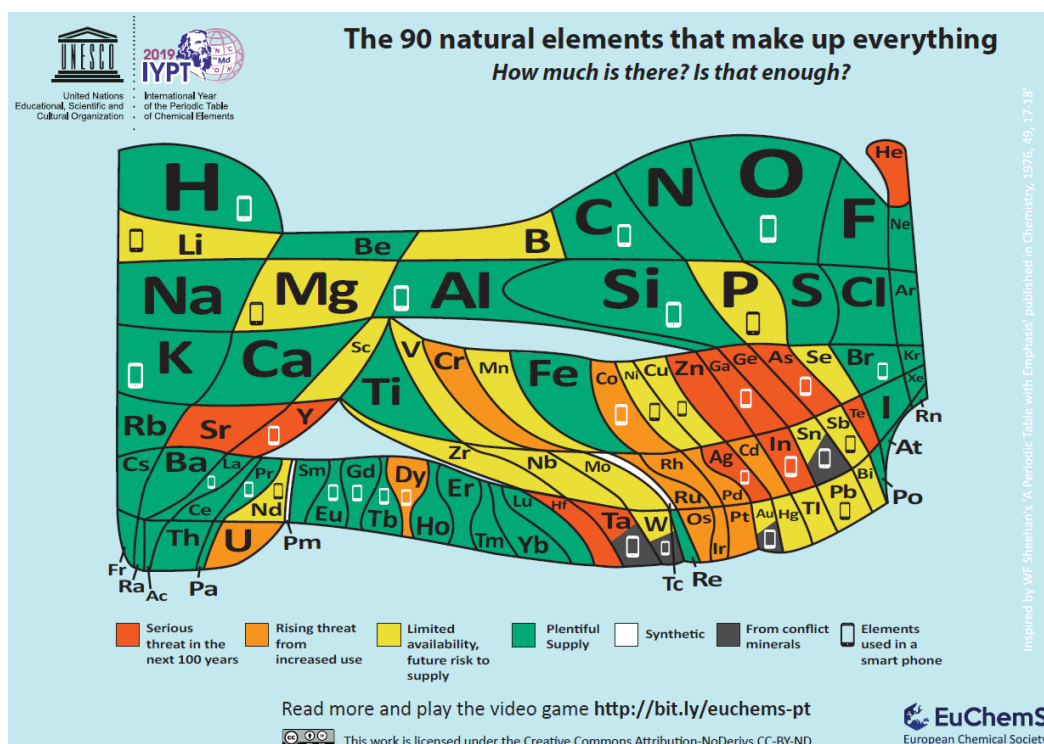 The 90 natural elements that make up everything
How much is there? Is that enough?
UNESCO
2019
IYPT
United Nations
Educational, Scientific and
Cultural Organization
International Year
of the Periodic Table
of Chemical Elements
He
H
C
N
O
F
Ne
Li
Be
B
Na
Mg
Al
Si
P
S
Cl
Ar
K
Ca
Sc
Ti
V
Cr
Mn
Fe
Co
Ni
Cu
Zn
Ga
Ge
As
Se
Br
Kr
Xe
Rn
Rb
Sr
Y
Zr
Nb
Mo
Rh
Ru
Ag
Pd
Cd
In
Sn
Sb
Te
I
At
Cs
Ba
La
Ce
Pr
Nd
Pm
Sm
Eu
Gd
Tb
Dy
Ho
Er
Tm
Yb
Lu
Hf
Ta
W
Tc
Re
Os
Ir
Pt
Au
Hg
Tl
Pb
Bi
Po
Fr
Ra
Ac
Th
Pa
U
Serious
threat in the
next 100 years
Rising threat
from
increased use
Limited
availability,
future risk to
supply
Plentiful
Supply
Synthetic
From conflict
minerals
Elements
used in a
smart phone
Read more and play the video game http://bit.ly/euchems-pt
This work is licensed under the Creative Commons Attribution-NoDerivs CC-BY-ND
EuChemS
European Chemical Society
Inspired by WF Sheehan's 'A Periodic Table with Emphasis' published in Chemistry, 1976, 49, 17-18'